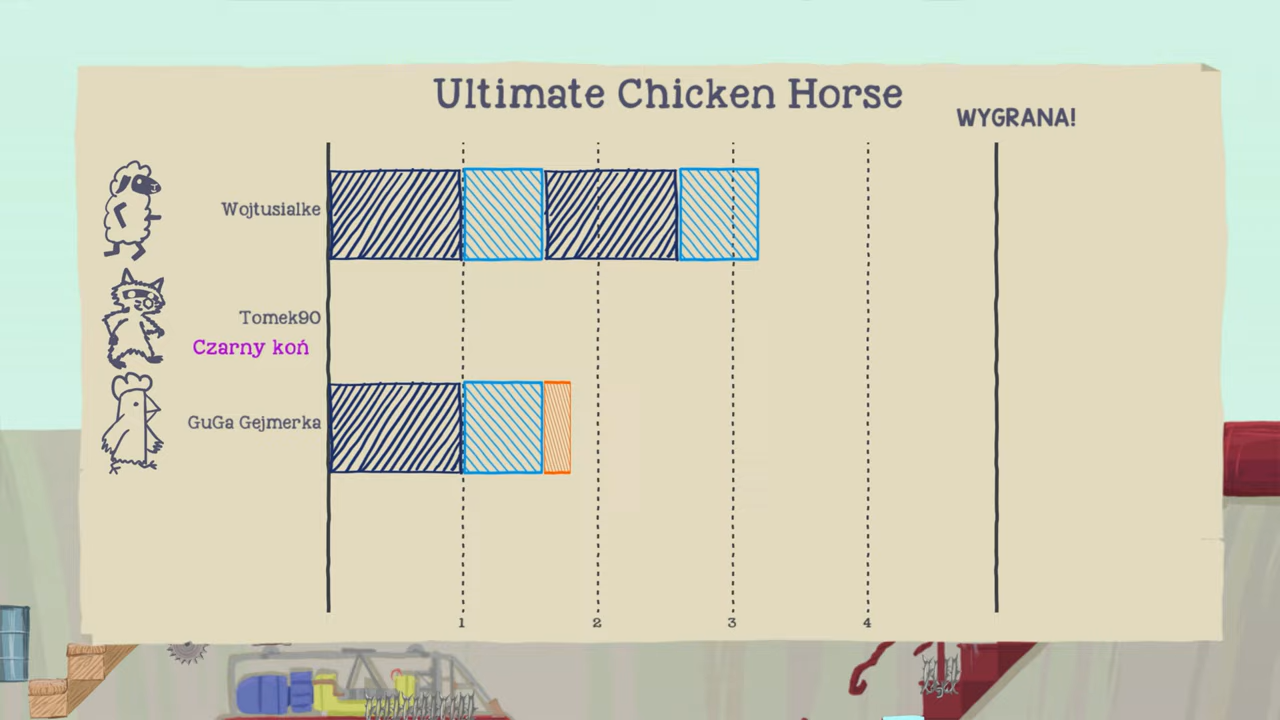 Ultimate Chicken Horse
WYGRANA!
Wojtusialke
Tomek90
Czarny koń
GuGa Gejmerka
1 2 3 4